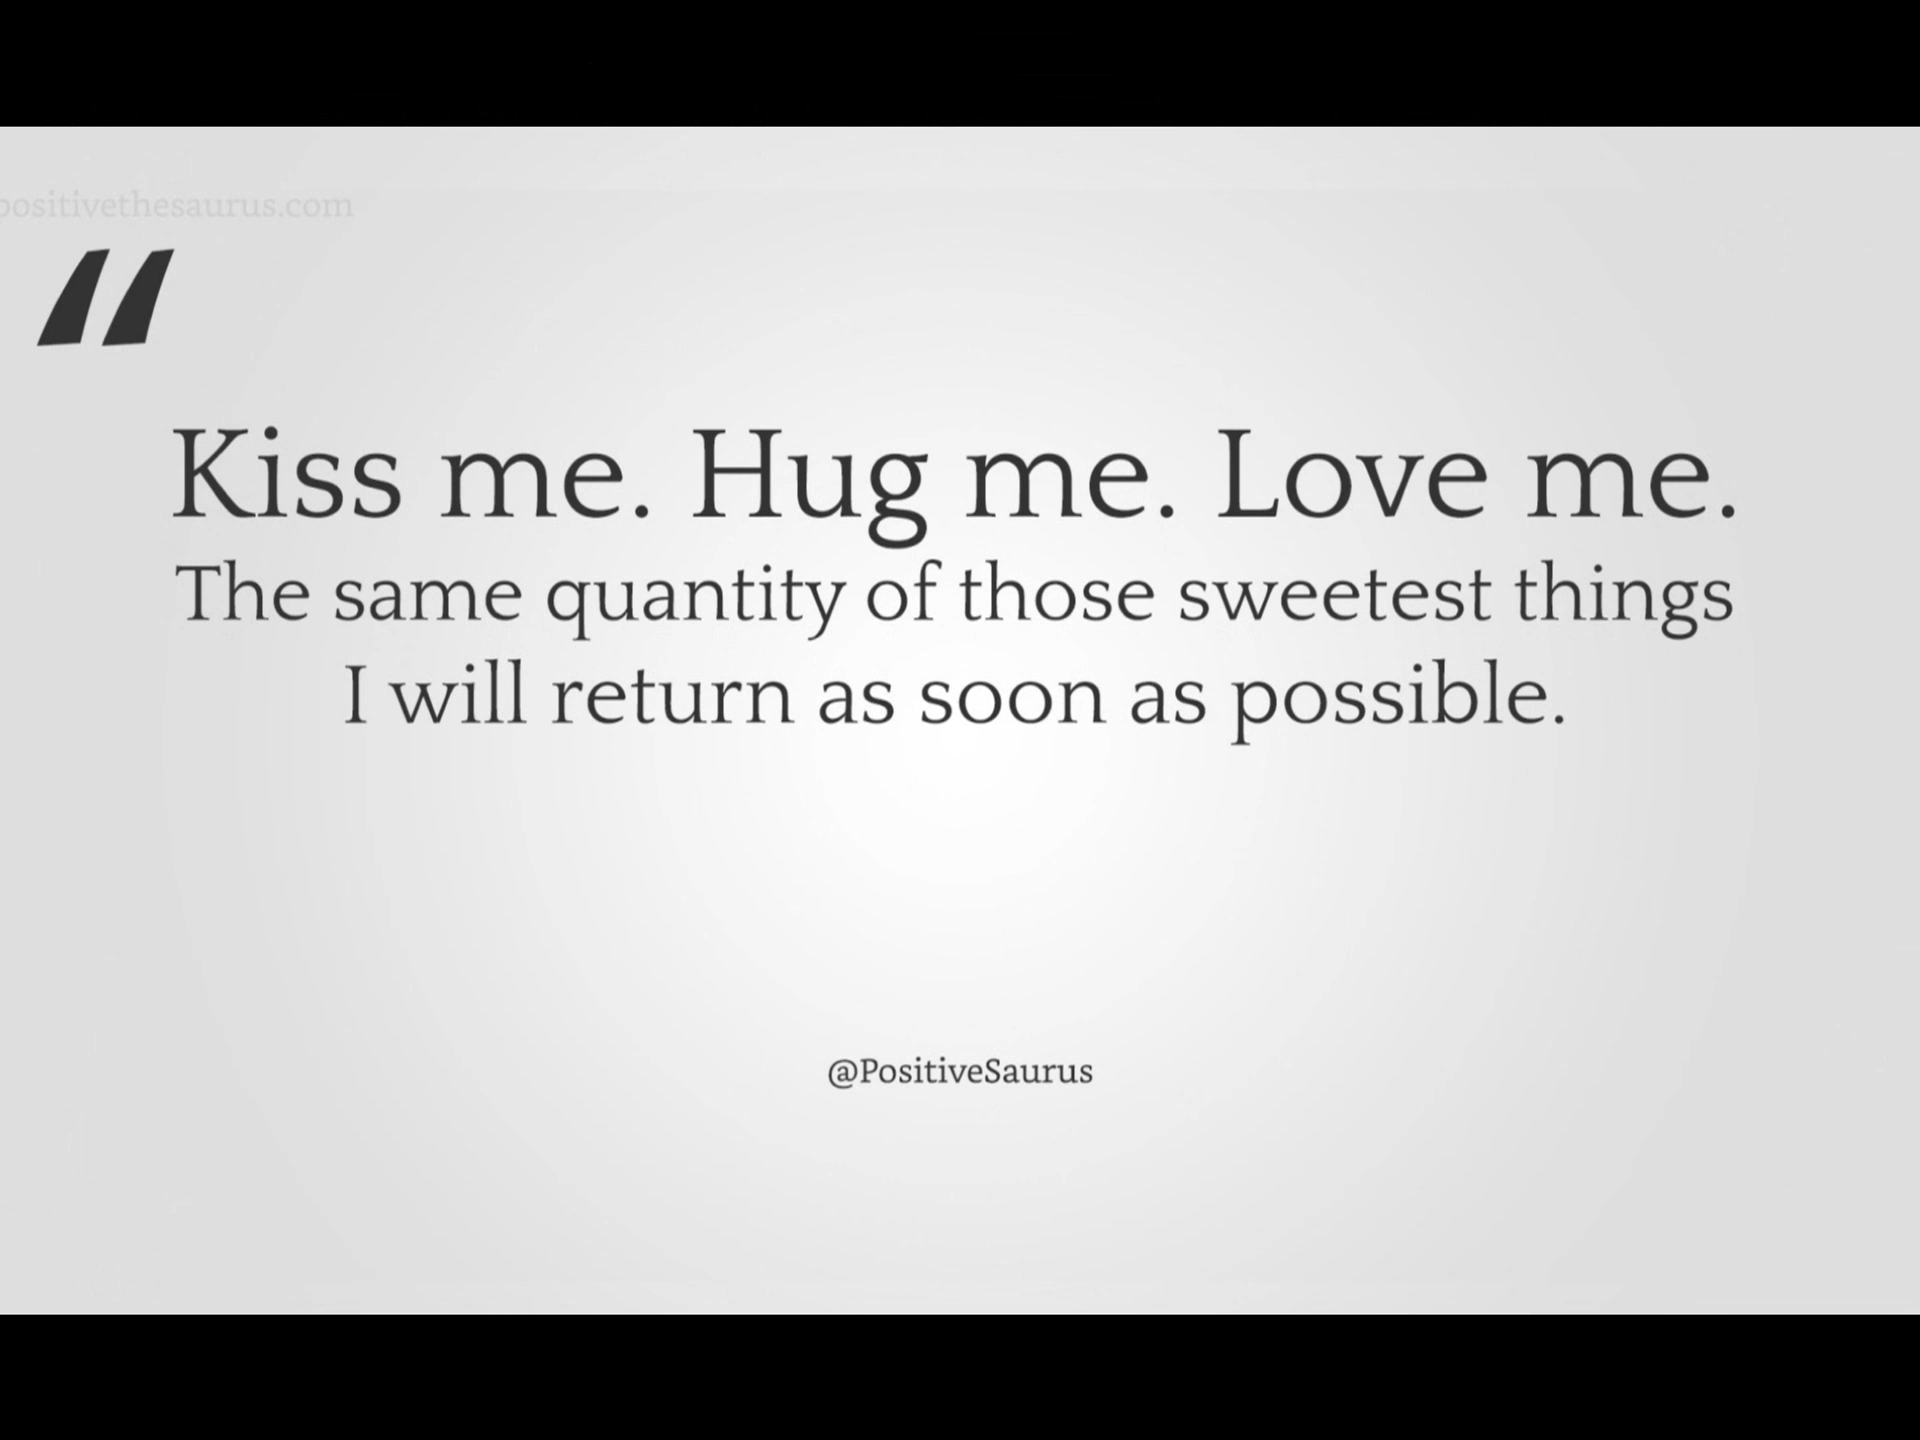 positivethesaurus.com
“
Kiss me. Hug me. Love me.
The same quantity of those sweetest things
I will return as soon as possible.
@PositiveSaurus